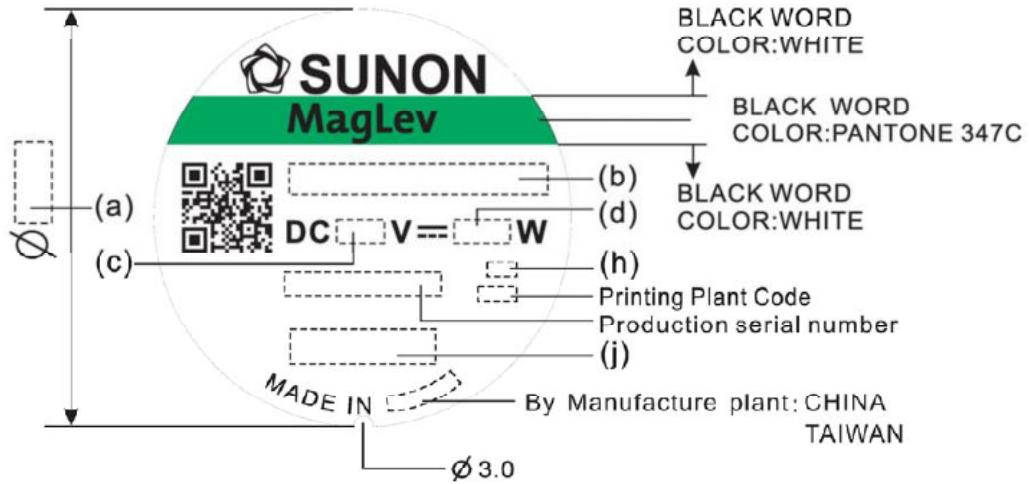 BLACK WORD
COLOR:WHITE
SUNON
MagLev
BLACK WORD
COLOR:PANTONE 347C
(a)
(b)
BLACK WORD
COLOR:WHITE
(d)
DC V W
(c)
(h)
Printing Plant Code
Production serial number
(j)
MADE IN
By Manufacture plant: CHINA
TAIWAN
Ø
Ø 3.0